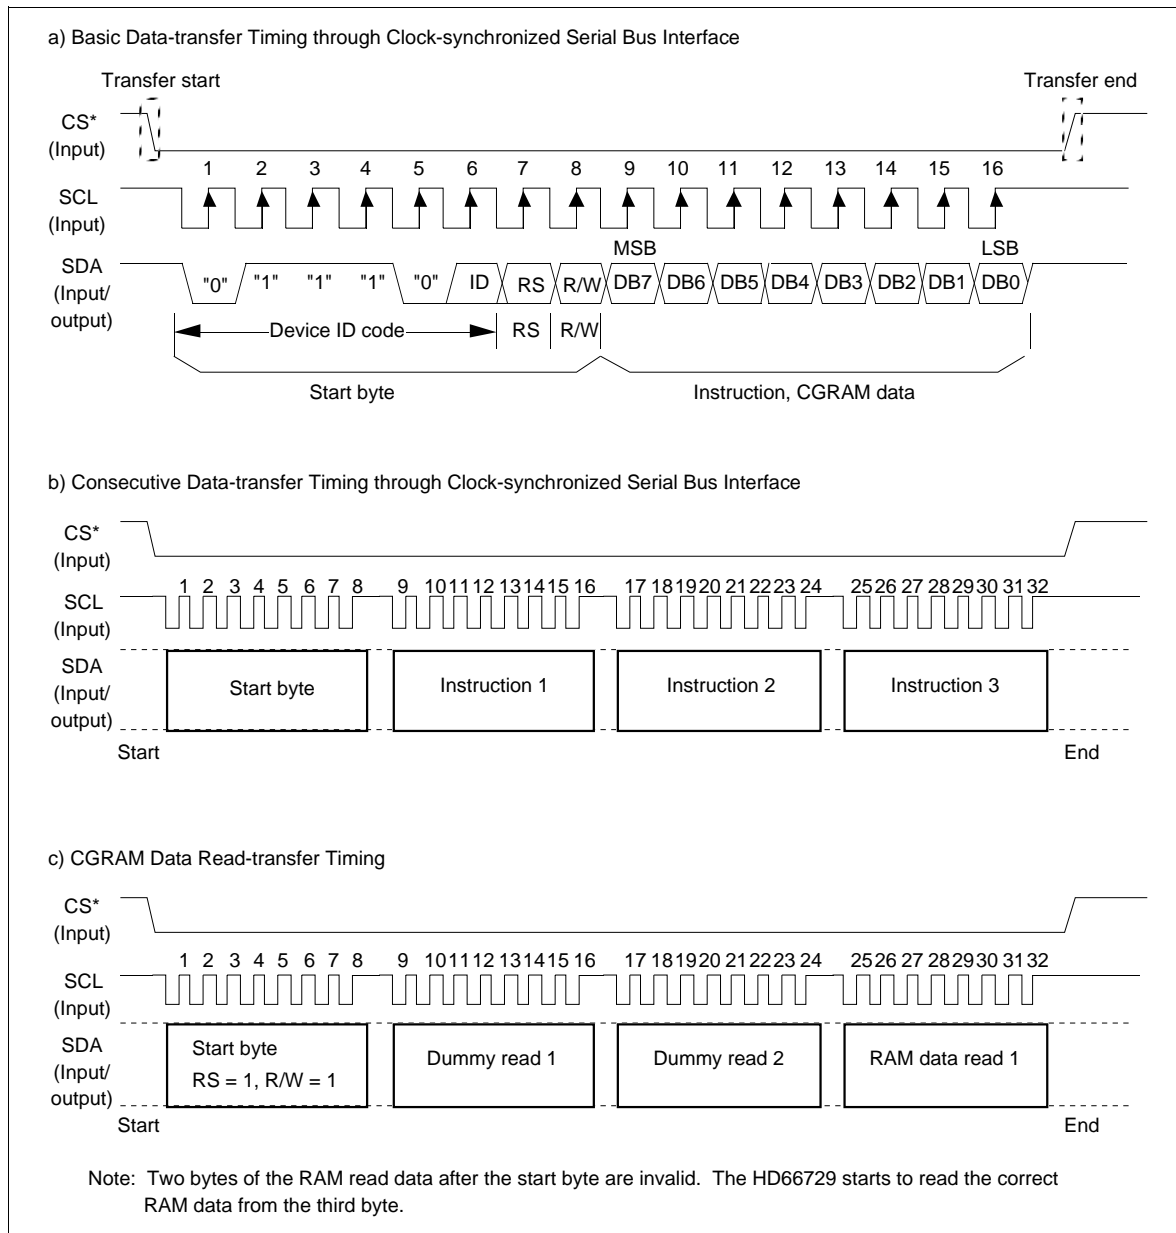 a) Basic Data-transfer Timing through Clock-synchronized Serial Bus Interface
Transfer start
Transfer end
CS*
(Input)
1 2 3 4 5 6 7 8 9 10 11 12 13 14 15 16
SCL
(Input)
MSB LSB
SDA
(Input/
output)
"0" "1" "1" "1" "0" ID RS R/W DB7 DB6 DB5 DB4 DB3 DB2 DB1 DB0
Device ID code RS R/W
Start byte
Instruction, CGRAM data
b) Consecutive Data-transfer Timing through Clock-synchronized Serial Bus Interface
CS*
(Input)
1 2 3 4 5 6 7 8 9 10 11 12 13 14 15 16 17 18 19 20 21 22 23 24 25 26 27 28 29 30 31 32
SCL
(Input)
SDA
(Input/
output)
Start byte
Instruction 1
Instruction 2
Instruction 3
Start
End
c) CGRAM Data Read-transfer Timing
CS*
(Input)
1 2 3 4 5 6 7 8 9 10 11 12 13 14 15 16 17 18 19 20 21 22 23 24 25 26 27 28 29 30 31 32
SCL
(Input)
SDA
(Input/
output)
Start byte
RS = 1, R/W = 1
Dummy read 1
Dummy read 2
RAM data read 1
Start
End
Note: Two bytes of the RAM read data after the start byte are invalid. The HD66729 starts to read the correct
RAM data from the third byte.